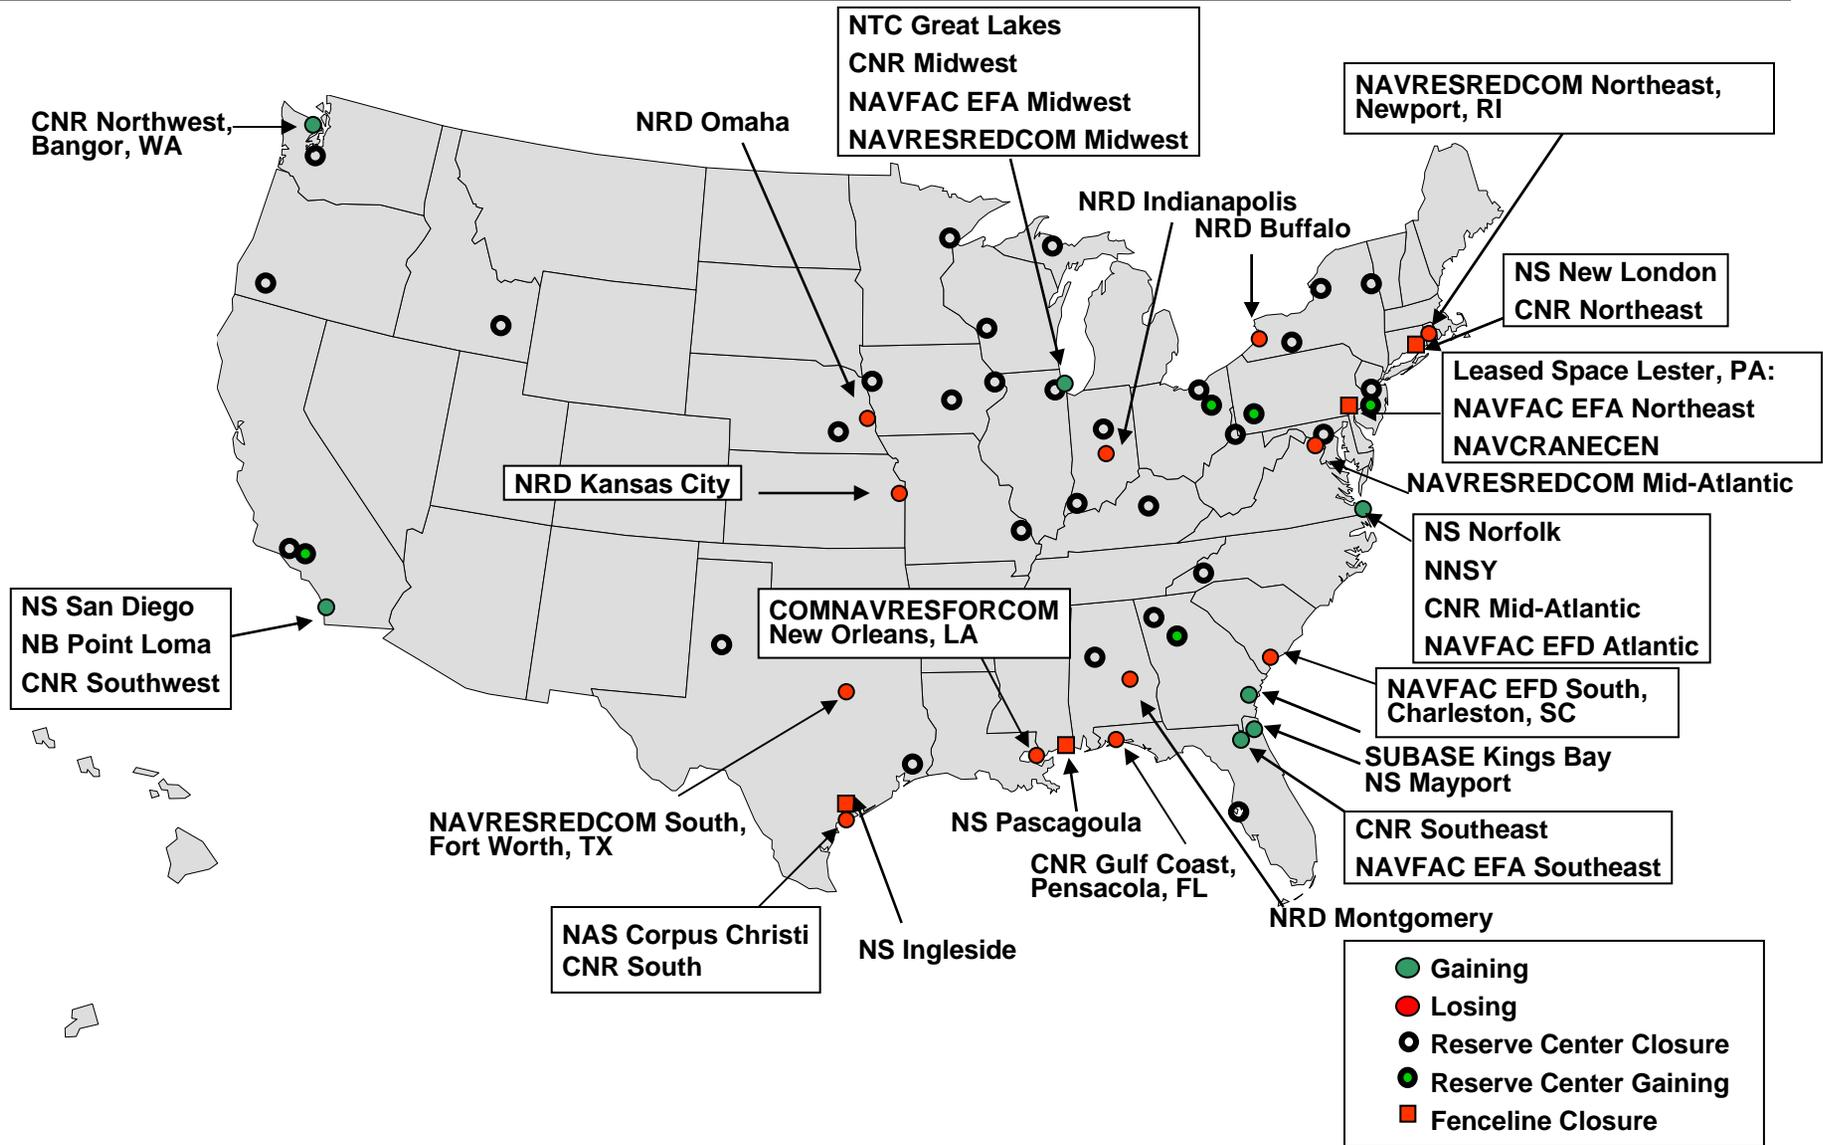 NTC Great Lakes
CNR Midwest
NAVFAC EFA Midwest
NAVRESREDCOM Midwest
NAVRESREDCOM Northeast,
Newport, RI
CNR Northwest,
Bangor, WA
NRD Omaha
NRD Indianapolis
NRD Buffalo
NS New London
CNR Northeast
Leased Space Lester, PA:
NAVFAC EFA Northeast
NAVCRANECEN
NRD Kansas City
NAVRESREDCOM Mid-Atlantic
NS Norfolk
NNSY
CNR Mid-Atlantic
NAVFAC EFD Atlantic
NS San Diego
NB Point Loma
CNR Southwest
COMNAVRESFORCOM
New Orleans, LA
NAVFAC EFD South,
Charleston, SC
SUBASE Kings Bay
NS Mayport
NAVRESREDCOM South,
Fort Worth, TX
NS Pascagoula
CNR Gulf Coast,
Pensacola, FL
CNR Southeast
NAVFAC EFA Southeast
NRD Montgomery
NAS Corpus Christi
CNR South
NS Ingleside
Gaining
Losing
Reserve Center Closure
Reserve Center Gaining
Fenceline Closure